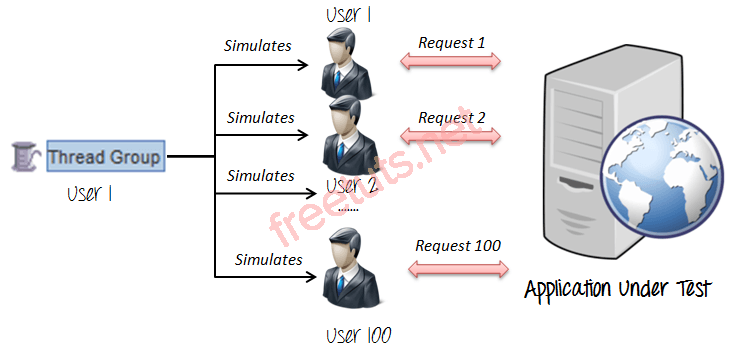 User 1
Simulates
Request 1
Simulates
Request 2
Thread Group
User 1
Simulates
User 2
.......
freetuts.net
Simulates
Request 100
Application Under Test
User 100